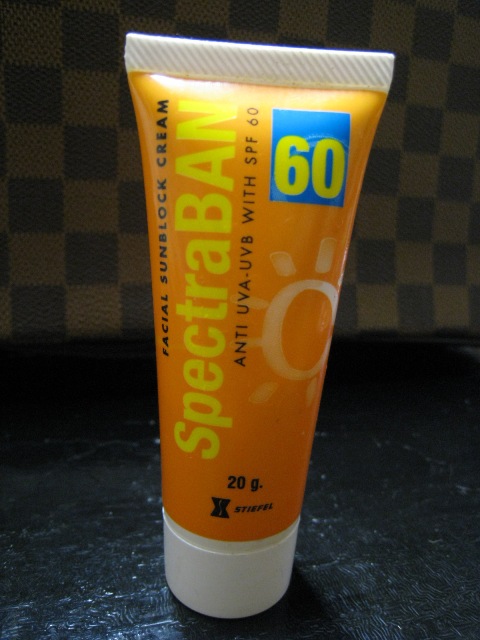 FACIAL SUNBLOCK CREAM
SpectraBAN
ANTI UVA-UVB WITH SPF 60
60
20 g.
STIEFEL